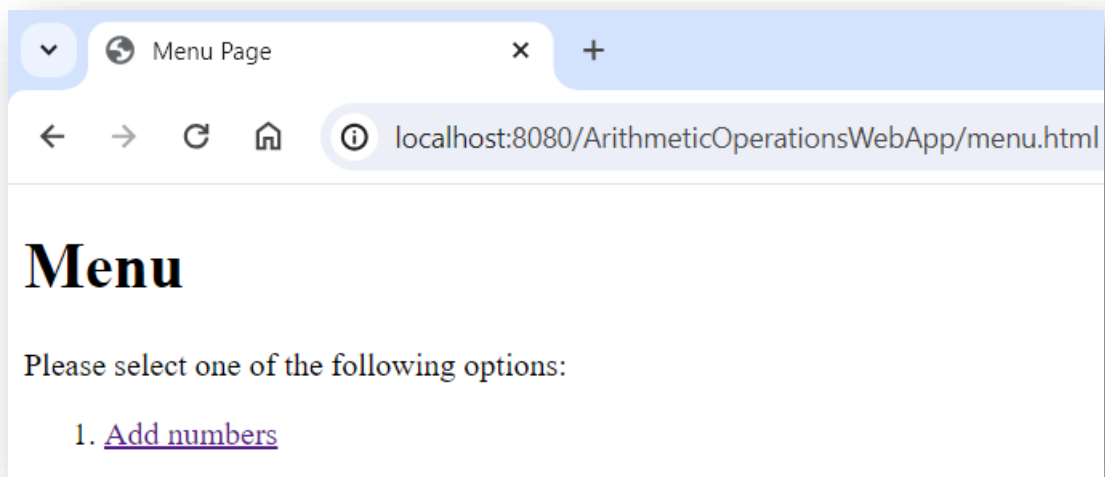 Menu Page
localhost:8080/ArithmeticOperationsWebApp/menu.html
Menu
Please select one of the following options:
1. Add numbers